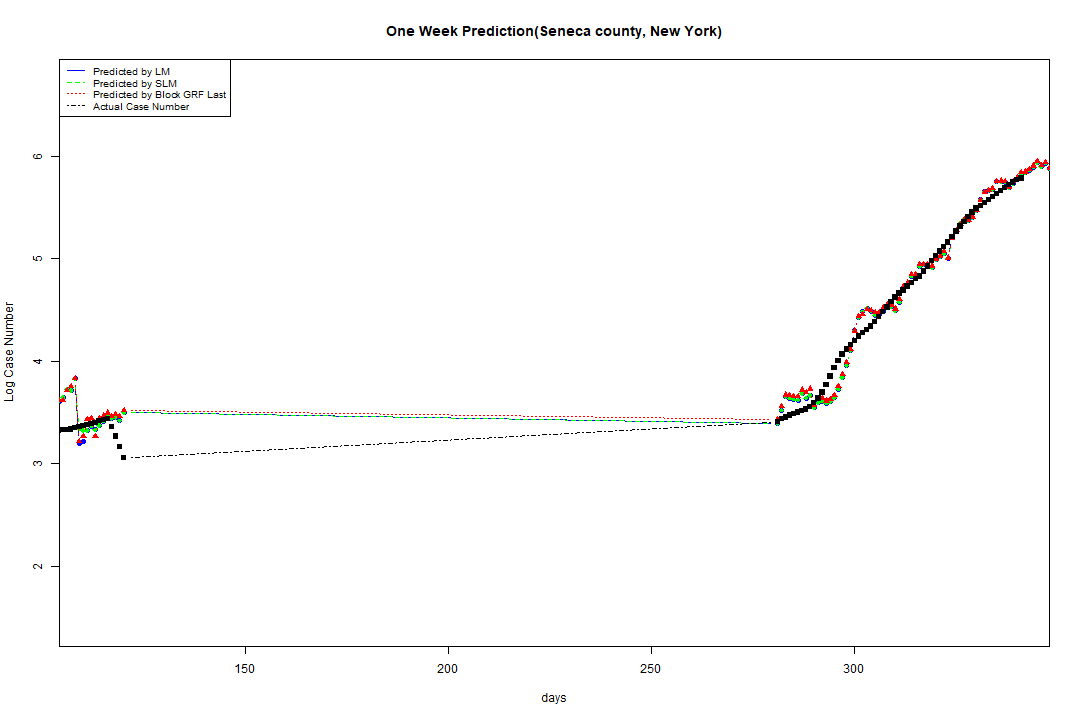 One Week Prediction(Seneca county, New York)
Predicted by LM
Predicted by SLM
Predicted by Block GRF Last
Actual Case Number
6
5
4
3
2
Log Case Number
150 200 250 300
days